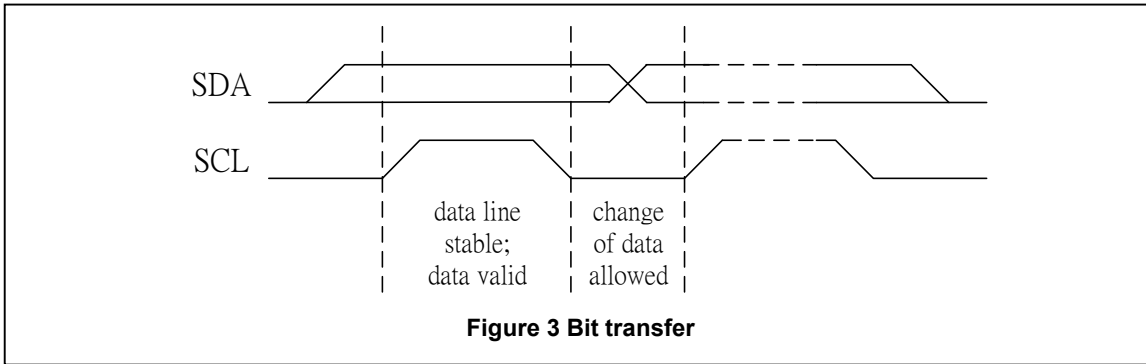 SDA
SCL
data line
stable;
data valid
change
of data
allowed
Figure 3 Bit transfer